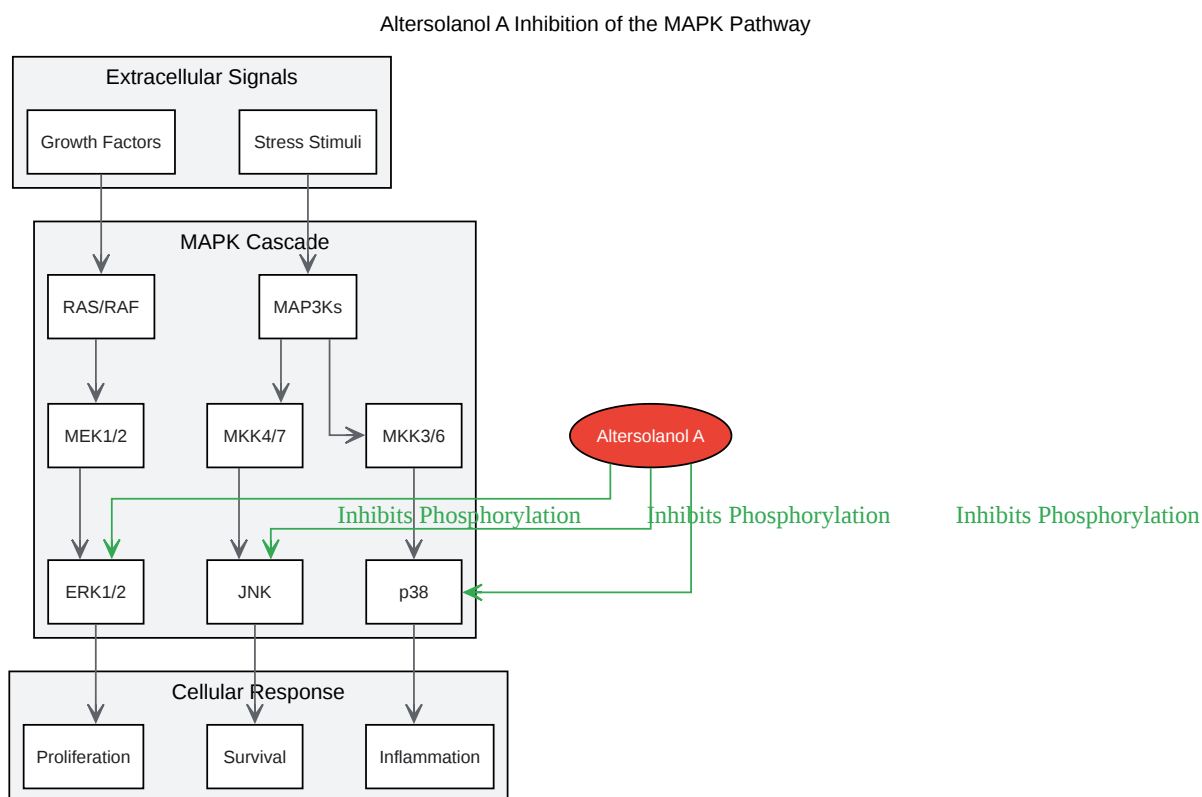 Altersolanol A Inhibition of the MAPK Pathway
Extracellular Signals
Growth Factors
Stress Stimuli
MAPK Cascade
RAS/RAF
MAP3Ks
MEK1/2
MKK4/7
MKK3/6
Altersolanol A
Inhibits Phosphorylation
Inhibits Phosphorylation
Inhibits Phosphorylation
ERK1/2
JNK
p38
Cellular Response
Proliferation
Survival
Inflammation